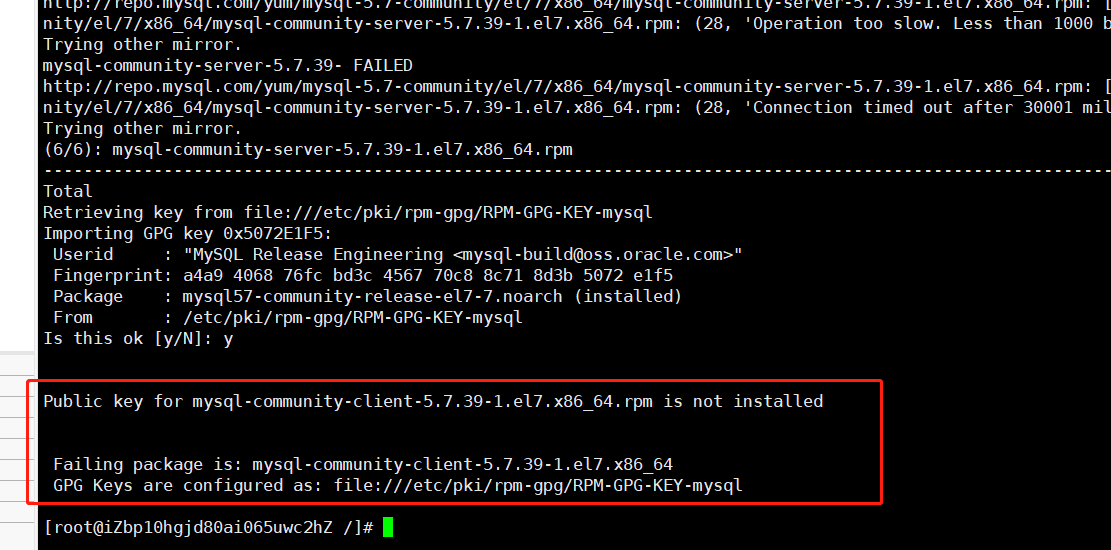 http://repo.mysql.com/yum/mysql-5.7-community/el/7/x86_64/mysql-community-server-5.7.39-1.el7.x86_64.rpm: [
nity/el/7/x86_64/mysql-community-server-5.7.39-1.el7.x86_64.rpm: (28, 'Operation too slow. Less than 1000 b
Trying other mirror.
mysql-community-server-5.7.39- FAILED
http://repo.mysql.com/yum/mysql-5.7-community/el/7/x86_64/mysql-community-server-5.7.39-1.el7.x86_64.rpm: [
nity/el/7/x86_64/mysql-community-server-5.7.39-1.el7.x86_64.rpm: (28, 'Connection timed out after 30001 mil
Trying other mirror.
(6/6): mysql-community-server-5.7.39-1.el7.x86_64.rpm
-----------------------------------------------------------------------------------------------------------
Total
Retrieving key from file:///etc/pki/rpm-gpg/RPM-GPG-KEY-mysql
Importing GPG key 0x5072E1F5:
 Userid     : "MySQL Release Engineering <mysql-build@oss.oracle.com>"
 Fingerprint: a4a9 4068 76fc bd3c 4567 70c8 8c71 8d3b 5072 e1f5
 Package    : mysql57-community-release-el7-7.noarch (installed)
 From       : /etc/pki/rpm-gpg/RPM-GPG-KEY-mysql
Is this ok [y/N]: y
Public key for mysql-community-client-5.7.39-1.el7.x86_64.rpm is not installed
 Failing package is: mysql-community-client-5.7.39-1.el7.x86_64
 GPG Keys are configured as: file:///etc/pki/rpm-gpg/RPM-GPG-KEY-mysql
[root@iZbp10hgjd80ai065uwc2hZ /]#